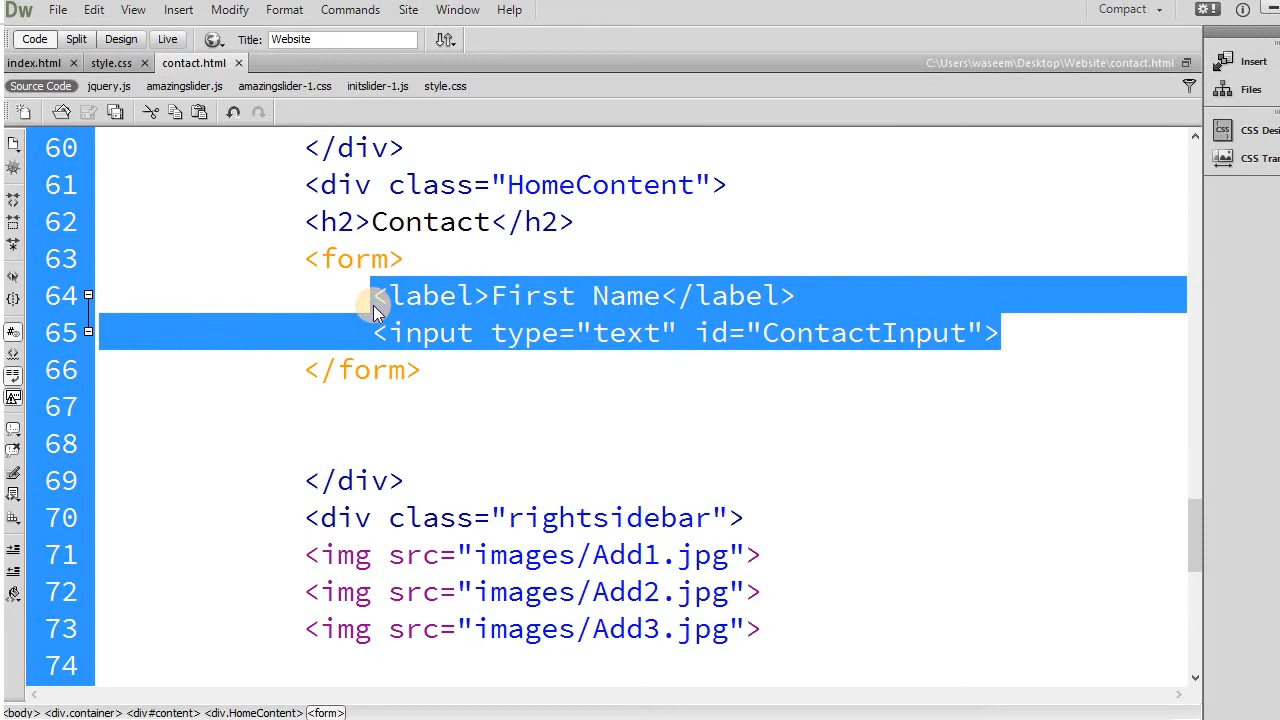 Dw File Edit View Insert Modify Format Commands Site Window Help Compact
Code Split Design Live Title: Website
index.html style.css contact.html C:\Users\waseem\Desktop\Website\contact.html
Source Code jquery.js amazingslider.js amazingslider-1.css initslider-1.js style.css
Insert
Files
CSS Des
CSS Tran
60 </div>
61 <div class="HomeContent">
62 <h2>Contact</h2>
63 <form>
64 <label>First Name</label>
65 <input type="text" id="ContactInput">
66 </form>
67
68
69 </div>
70 <div class="rightsidebar">
71 <img src="images/Add1.jpg">
72 <img src="images/Add2.jpg">
73 <img src="images/Add3.jpg">
74
<body> <div.container> <div#content> <div.HomeContent> <form>